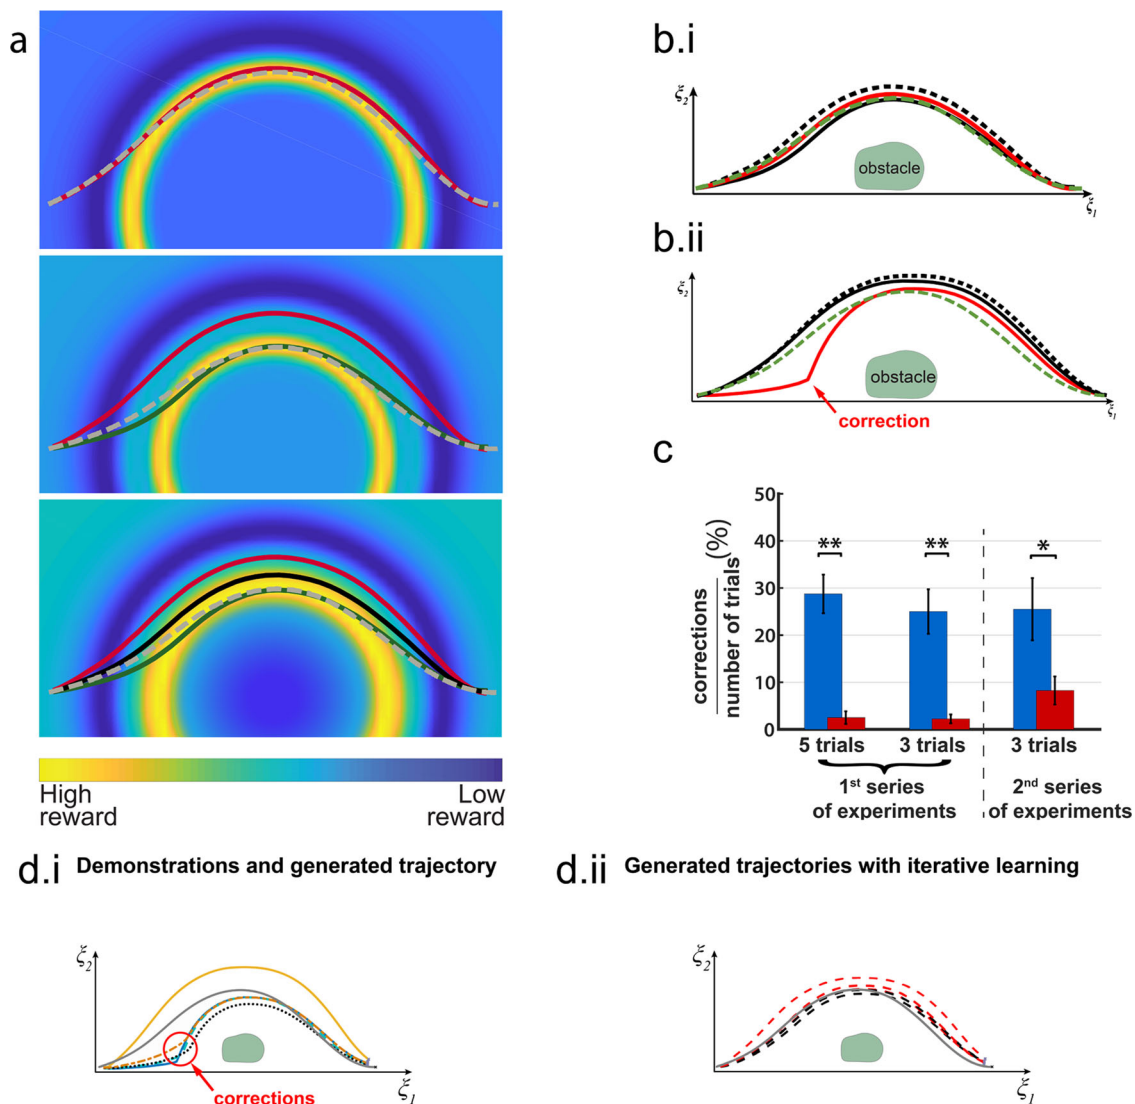 a
High
reward
Low
reward
b.i
ξ2
obstacle
ξ1
b.ii
ξ2
obstacle
ξ1
correction
c
corrections
number of trials
(%)
50
40
30
20
10
0
**
**
*
5 trials
3 trials
3 trials
1st series
of experiments
2nd series
of experiments
d.i Demonstrations and generated trajectory
ξ2
ξ1
corrections
d.ii Generated trajectories with iterative learning
ξ2
ξ1